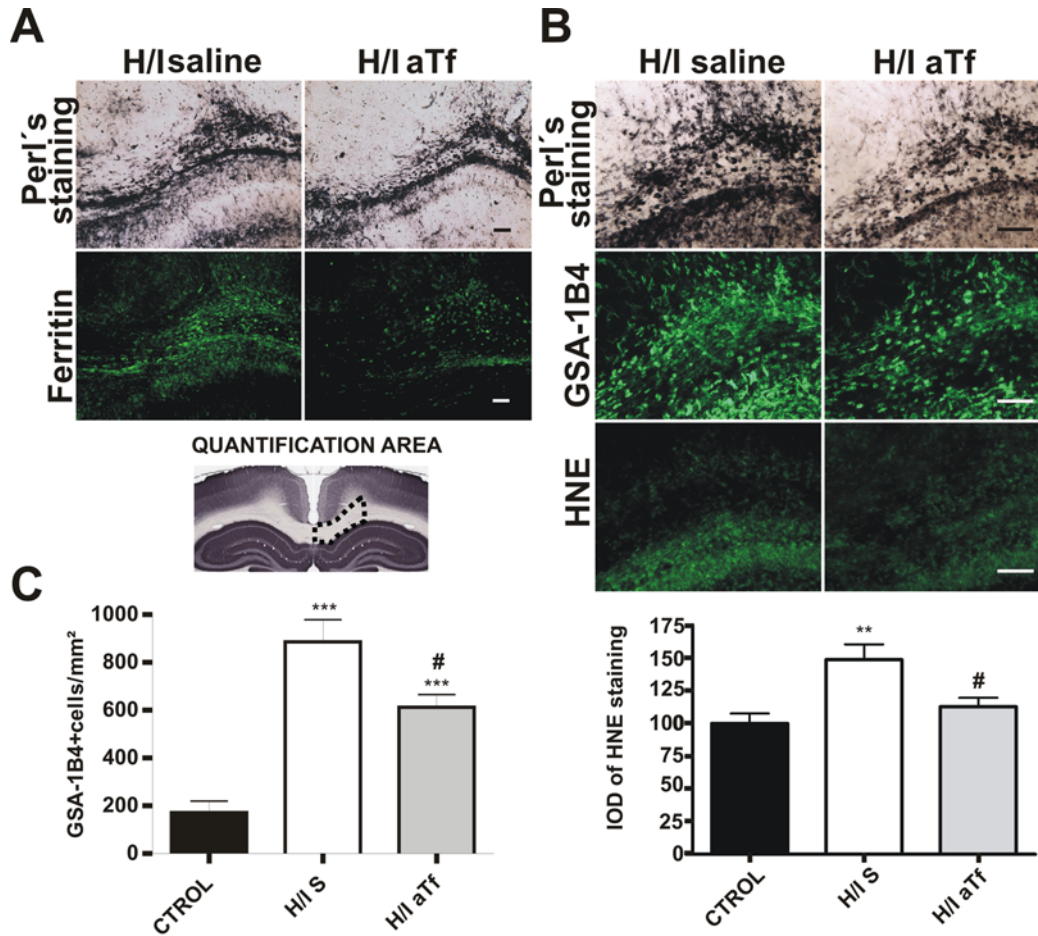 A
H/Isaline
H/I aTf
Perl´s
staining
Ferritin
QUANTIFICATION AREA
B
H/I saline
H/I aTf
Perl´s
staining
GSA-1B4
HNE
C
GSA-1B4+cells/mm²
1000
800
600
400
200
0
***
#
***
CTROL
H/I S
H/I aTf
IOD of HNE staining
175
150
125
100
75
50
25
0
**
#
CTROL
H/I S
H/I aTf